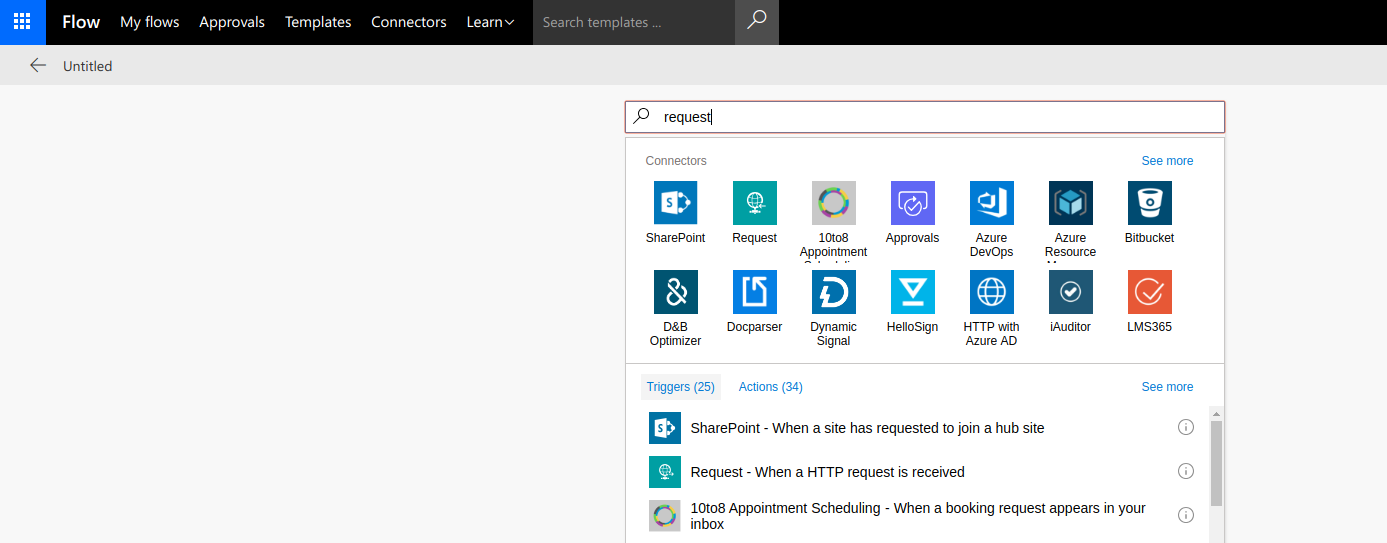 Flow My flows Approvals Templates Connectors Learn Search templates ...
Untitled
request
Connectors See more
SharePoint Request 10to8 Approvals Azure Azure Bitbucket
Appointment DevOps Resource
D&B Docparser Dynamic HelloSign HTTP with iAuditor LMS365
Optimizer Signal Azure AD
Triggers (25) Actions (34) See more
SharePoint - When a site has requested to join a hub site
Request - When a HTTP request is received
10to8 Appointment Scheduling - When a booking request appears in your
inbox